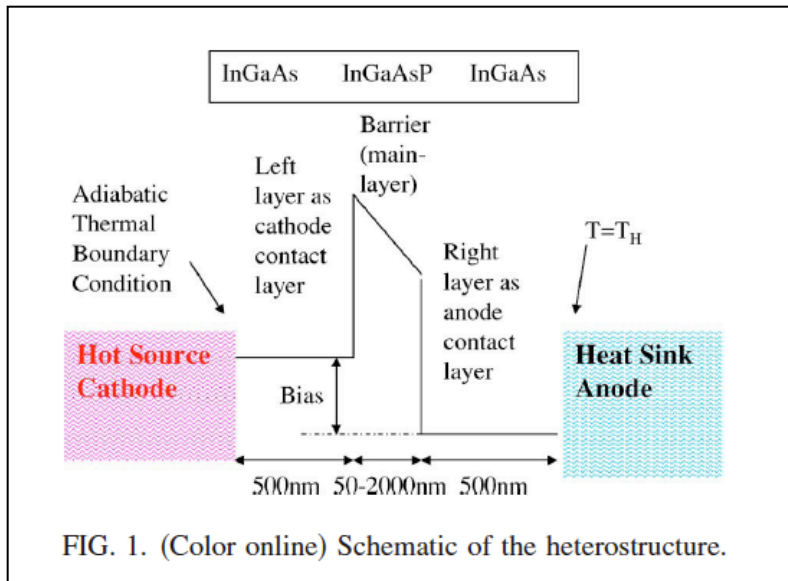 InGaAs InGaAsP InGaAs
Barrier
(main-
layer)
Left
layer as
cathode
contact
layer
Adiabatic
Thermal
Boundary
Condition
T=T_H
Right
layer as
anode
contact
layer
Hot Source
Cathode
Heat Sink
Anode
Bias
500nm 50-2000nm 500nm
FIG. 1. (Color online) Schematic of the heterostructure.